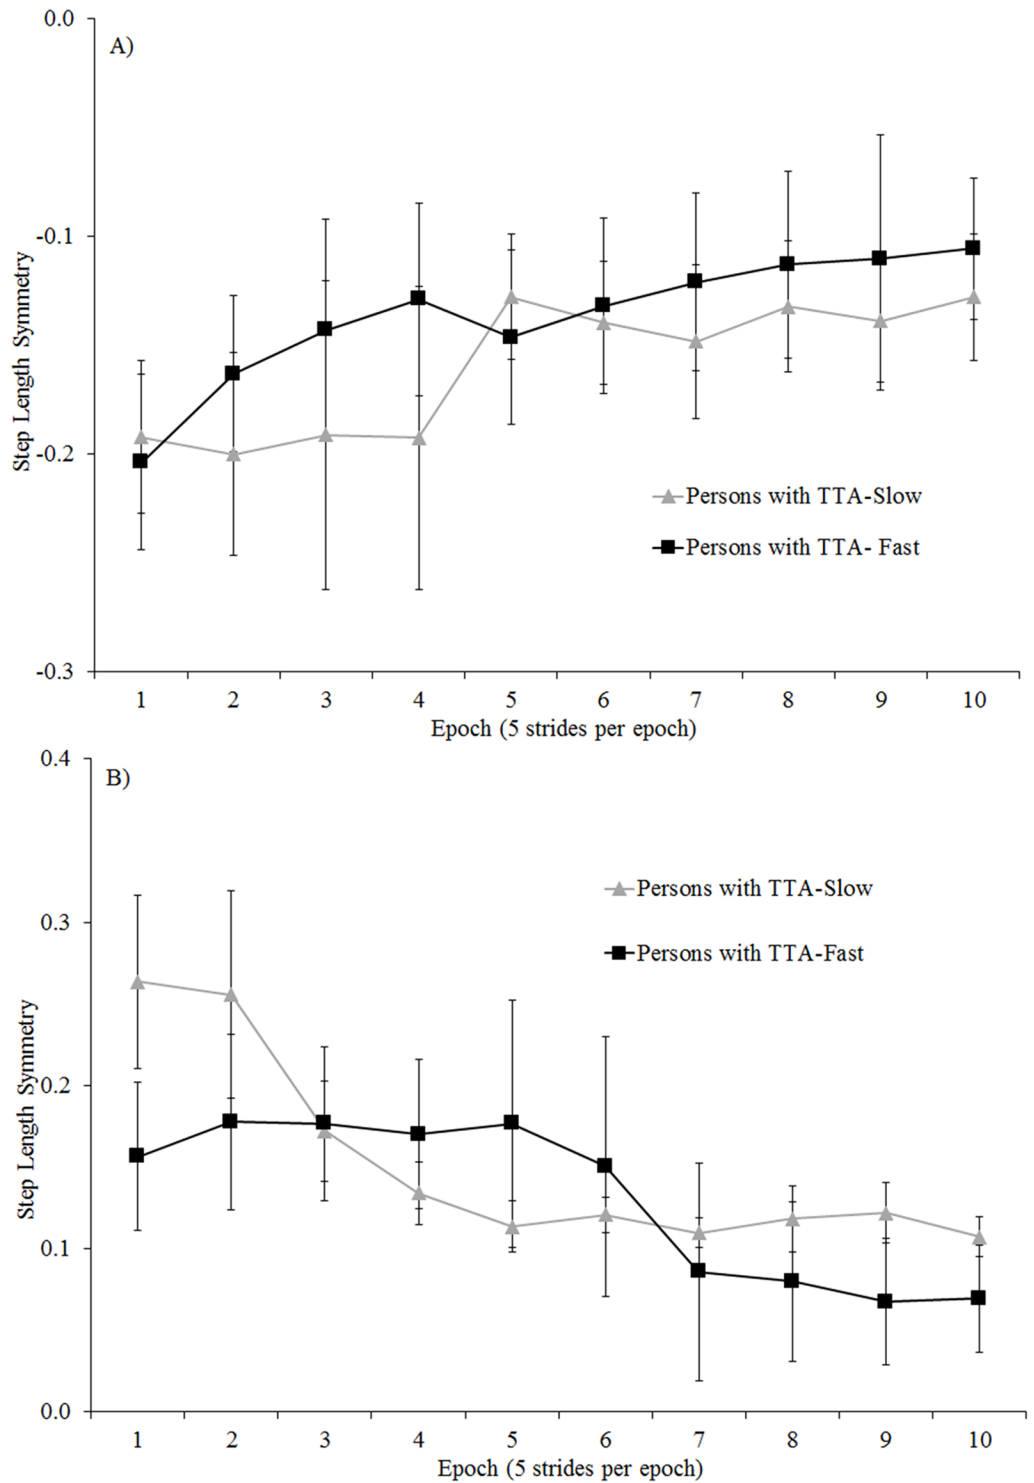 0.0
A)
-0.1
Step Length Symmetry
-0.2
Persons with TTA-Slow
Persons with TTA- Fast
-0.3
1 2 3 4 5 6 7 8 9 10
Epoch (5 strides per epoch)
0.4
B)
Persons with TTA-Slow
0.3
Persons with TTA-Fast
Step Length Symmetry
0.2
0.1
0.0
1 2 3 4 5 6 7 8 9 10
Epoch (5 strides per epoch)